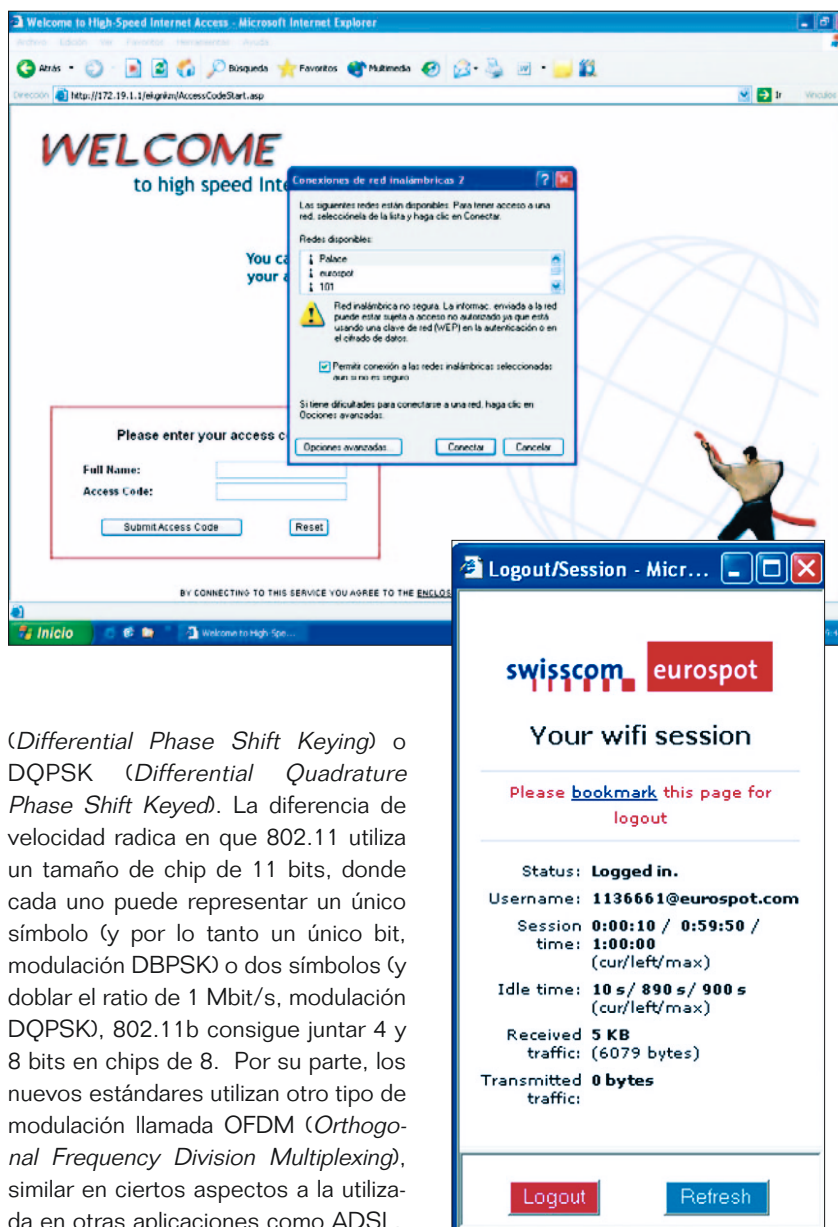 Welcome to High-Speed Internet Access - Microsoft Internet Explorer
Archivo Edición Ver Favoritos Herramientas Ayuda
Atrás Búsqueda Favoritos Multimedia
Dirección http://172.19.1.1/ekgnkm/AccessCodeStart.asp Ir Vínculos
WELCOME
to high speed Inte
You ca
your a
Conexiones de red inalámbricas 2
Las siguientes redes están disponibles. Para tener acceso a una
red, selecciónela de la lista y haga clic en Conectar.
Redes disponibles:
Palace
eurospot
101
Red inalámbrica no segura. La informac. enviada a la red
puede estar sujeta a acceso no autorizado ya que está
usando una clave de red (WEP) en la autenticación o en
el cifrado de datos.
Permitir conexión a las redes inalámbricas seleccionadas
aun si no es seguro
Si tiene dificultades para conectarse a una red, haga clic en
Opciones avanzadas.
Opciones avanzadas... Conectar Cancelar
Please enter your access c
Full Name:
Access Code:
Submit Access Code Reset
BY CONNECTING TO THIS SERVICE YOU AGREE TO THE ENCLOS
Inicio Welcome to High-Spe...
(Differential Phase Shift Keying) o
DQPSK (Differential Quadrature
Phase Shift Keyed). La diferencia de
velocidad radica en que 802.11 utiliza
un tamaño de chip de 11 bits, donde
cada uno puede representar un único
símbolo (y por lo tanto un único bit,
modulación DBPSK) o dos símbolos (y
doblar el ratio de 1 Mbit/s, modulación
DQPSK), 802.11b consigue juntar 4 y
8 bits en chips de 8. Por su parte, los
nuevos estándares utilizan otro tipo de
modulación llamada OFDM (Orthogo-
nal Frequency Division Multiplexing),
similar en ciertos aspectos a la utiliza-
da en otras aplicaciones como ADSL.
Logout/Session - Micr...
swisscom eurospot
Your wifi session
Please bookmark this page for
logout
Status: Logged in.
Username: 1136661@eurospot.com
Session time: 0:00:10 / 0:59:50 /
1:00:00
(cur/left/max)
Idle time: 10 s/ 890 s/ 900 s
(cur/left/max)
Received traffic: 5 KB
(6079 bytes)
Transmitted traffic: 0 bytes
Logout Refresh